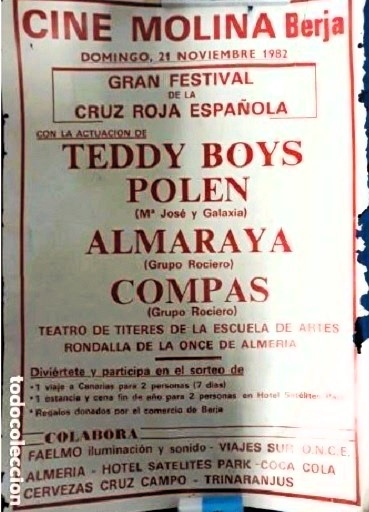 CINE MOLINA Berja
DOMINGO, 21 NOVIEMBRE 1982
GRAN FESTIVAL
DE LA
CRUZ ROJA ESPAÑOLA
CON LA ACTUACION DE
TEDDY BOYS
POLEN
(Mª José y Galaxia)
ALMARAYA
(Grupo Rociero)
COMPAS
(Grupo Rociero)
TEATRO DE TITERES DE LA ESCUELA DE ARTES
RONDALLA DE LA ONCE DE ALMERIA
Diviértete y participa en el sorteo de
• 1 viaje a Canarias para 2 personas (7 días)
• 1 estancia y cena fin de año para 2 personas en Hotel Satélites
• Regalos donados por el comercio de Berja
COLABORA
FAELMO iluminación y sonido - VIAJES SUR O.N.C.E.
ALMERIA - HOTEL SATELITES PARK - COCA COLA
CERVEZAS CRUZ CAMPO - TRINARANJUS
todocoleccion